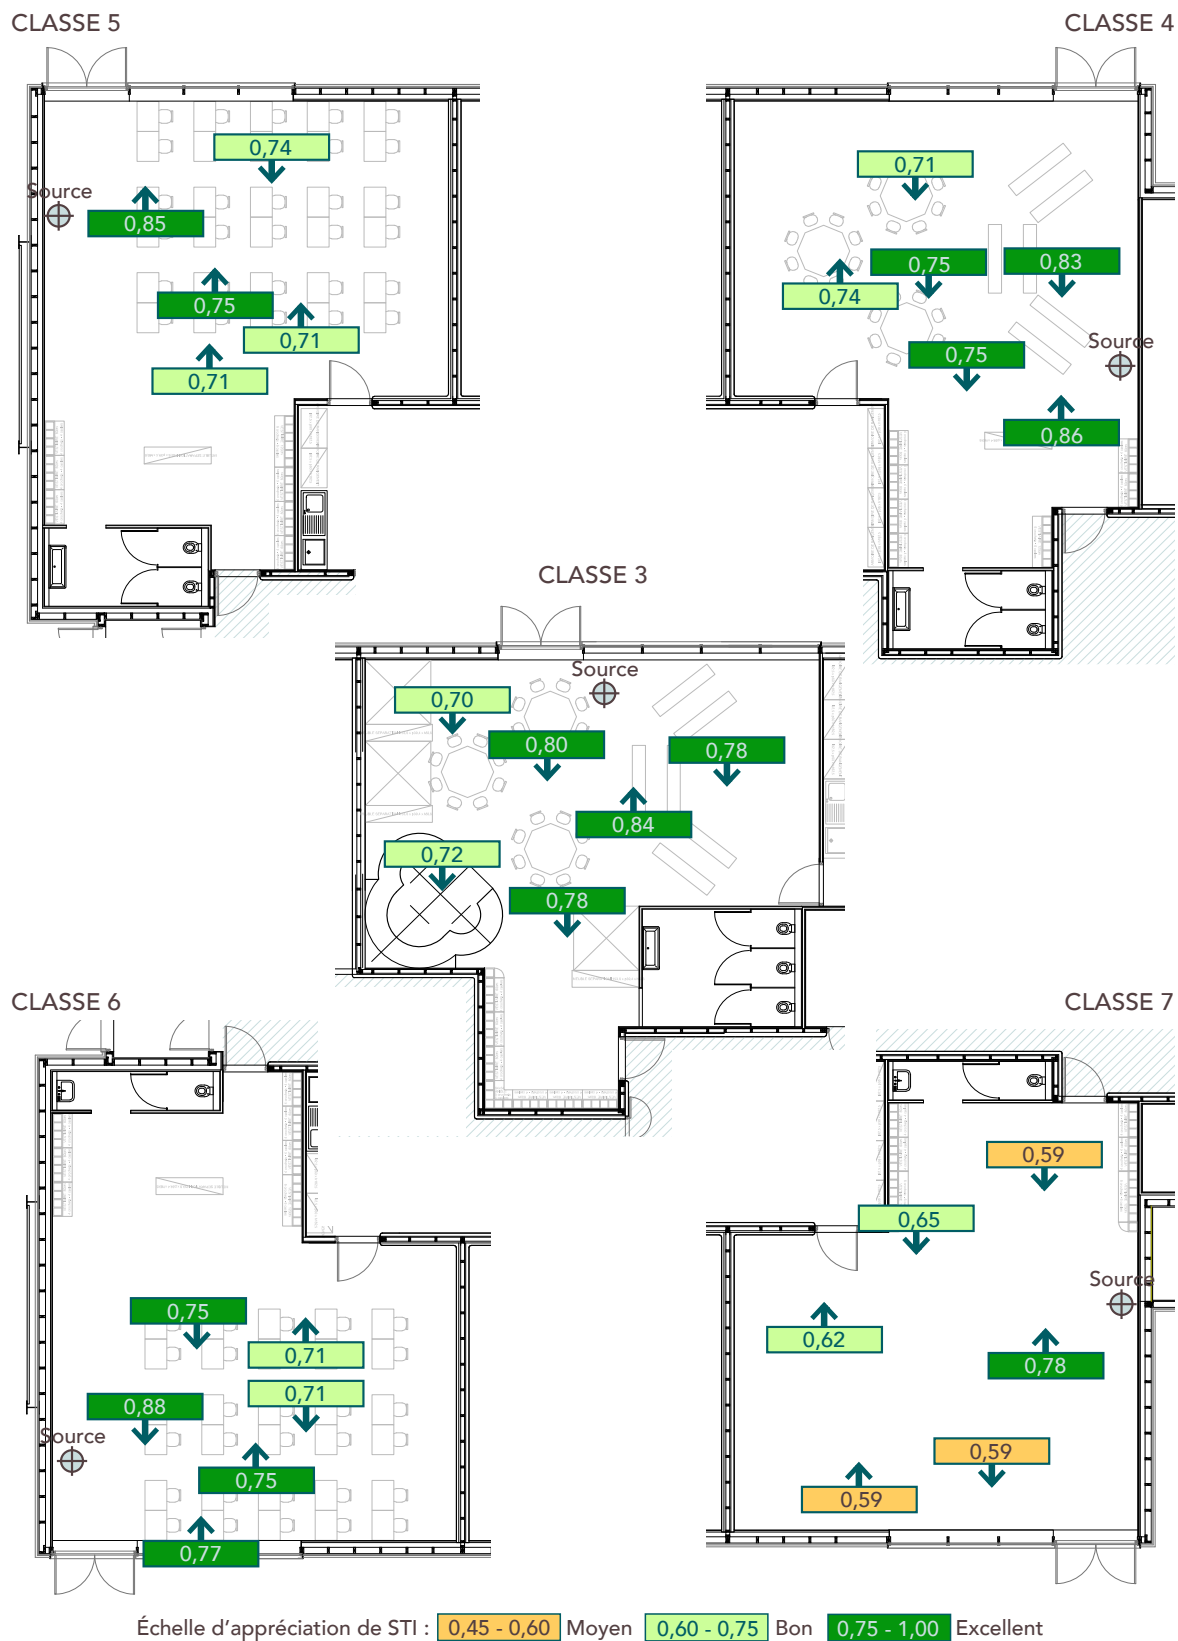 CLASSE 5
0,74
Source
0,85
0,75
0,71
0,71
CLASSE 4
0,71
0,75
0,83
0,74
Source
0,75
0,86
CLASSE 3
Source
0,70
0,80
0,78
0,84
0,72
0,78
CLASSE 6
0,75
0,71
0,71
0,88
Source
0,75
0,77
CLASSE 7
0,59
0,65
Source
0,62
0,78
0,59
0,59
Échelle d’appréciation de STI : 0,45 - 0,60 Moyen 0,60 - 0,75 Bon 0,75 - 1,00 Excellent